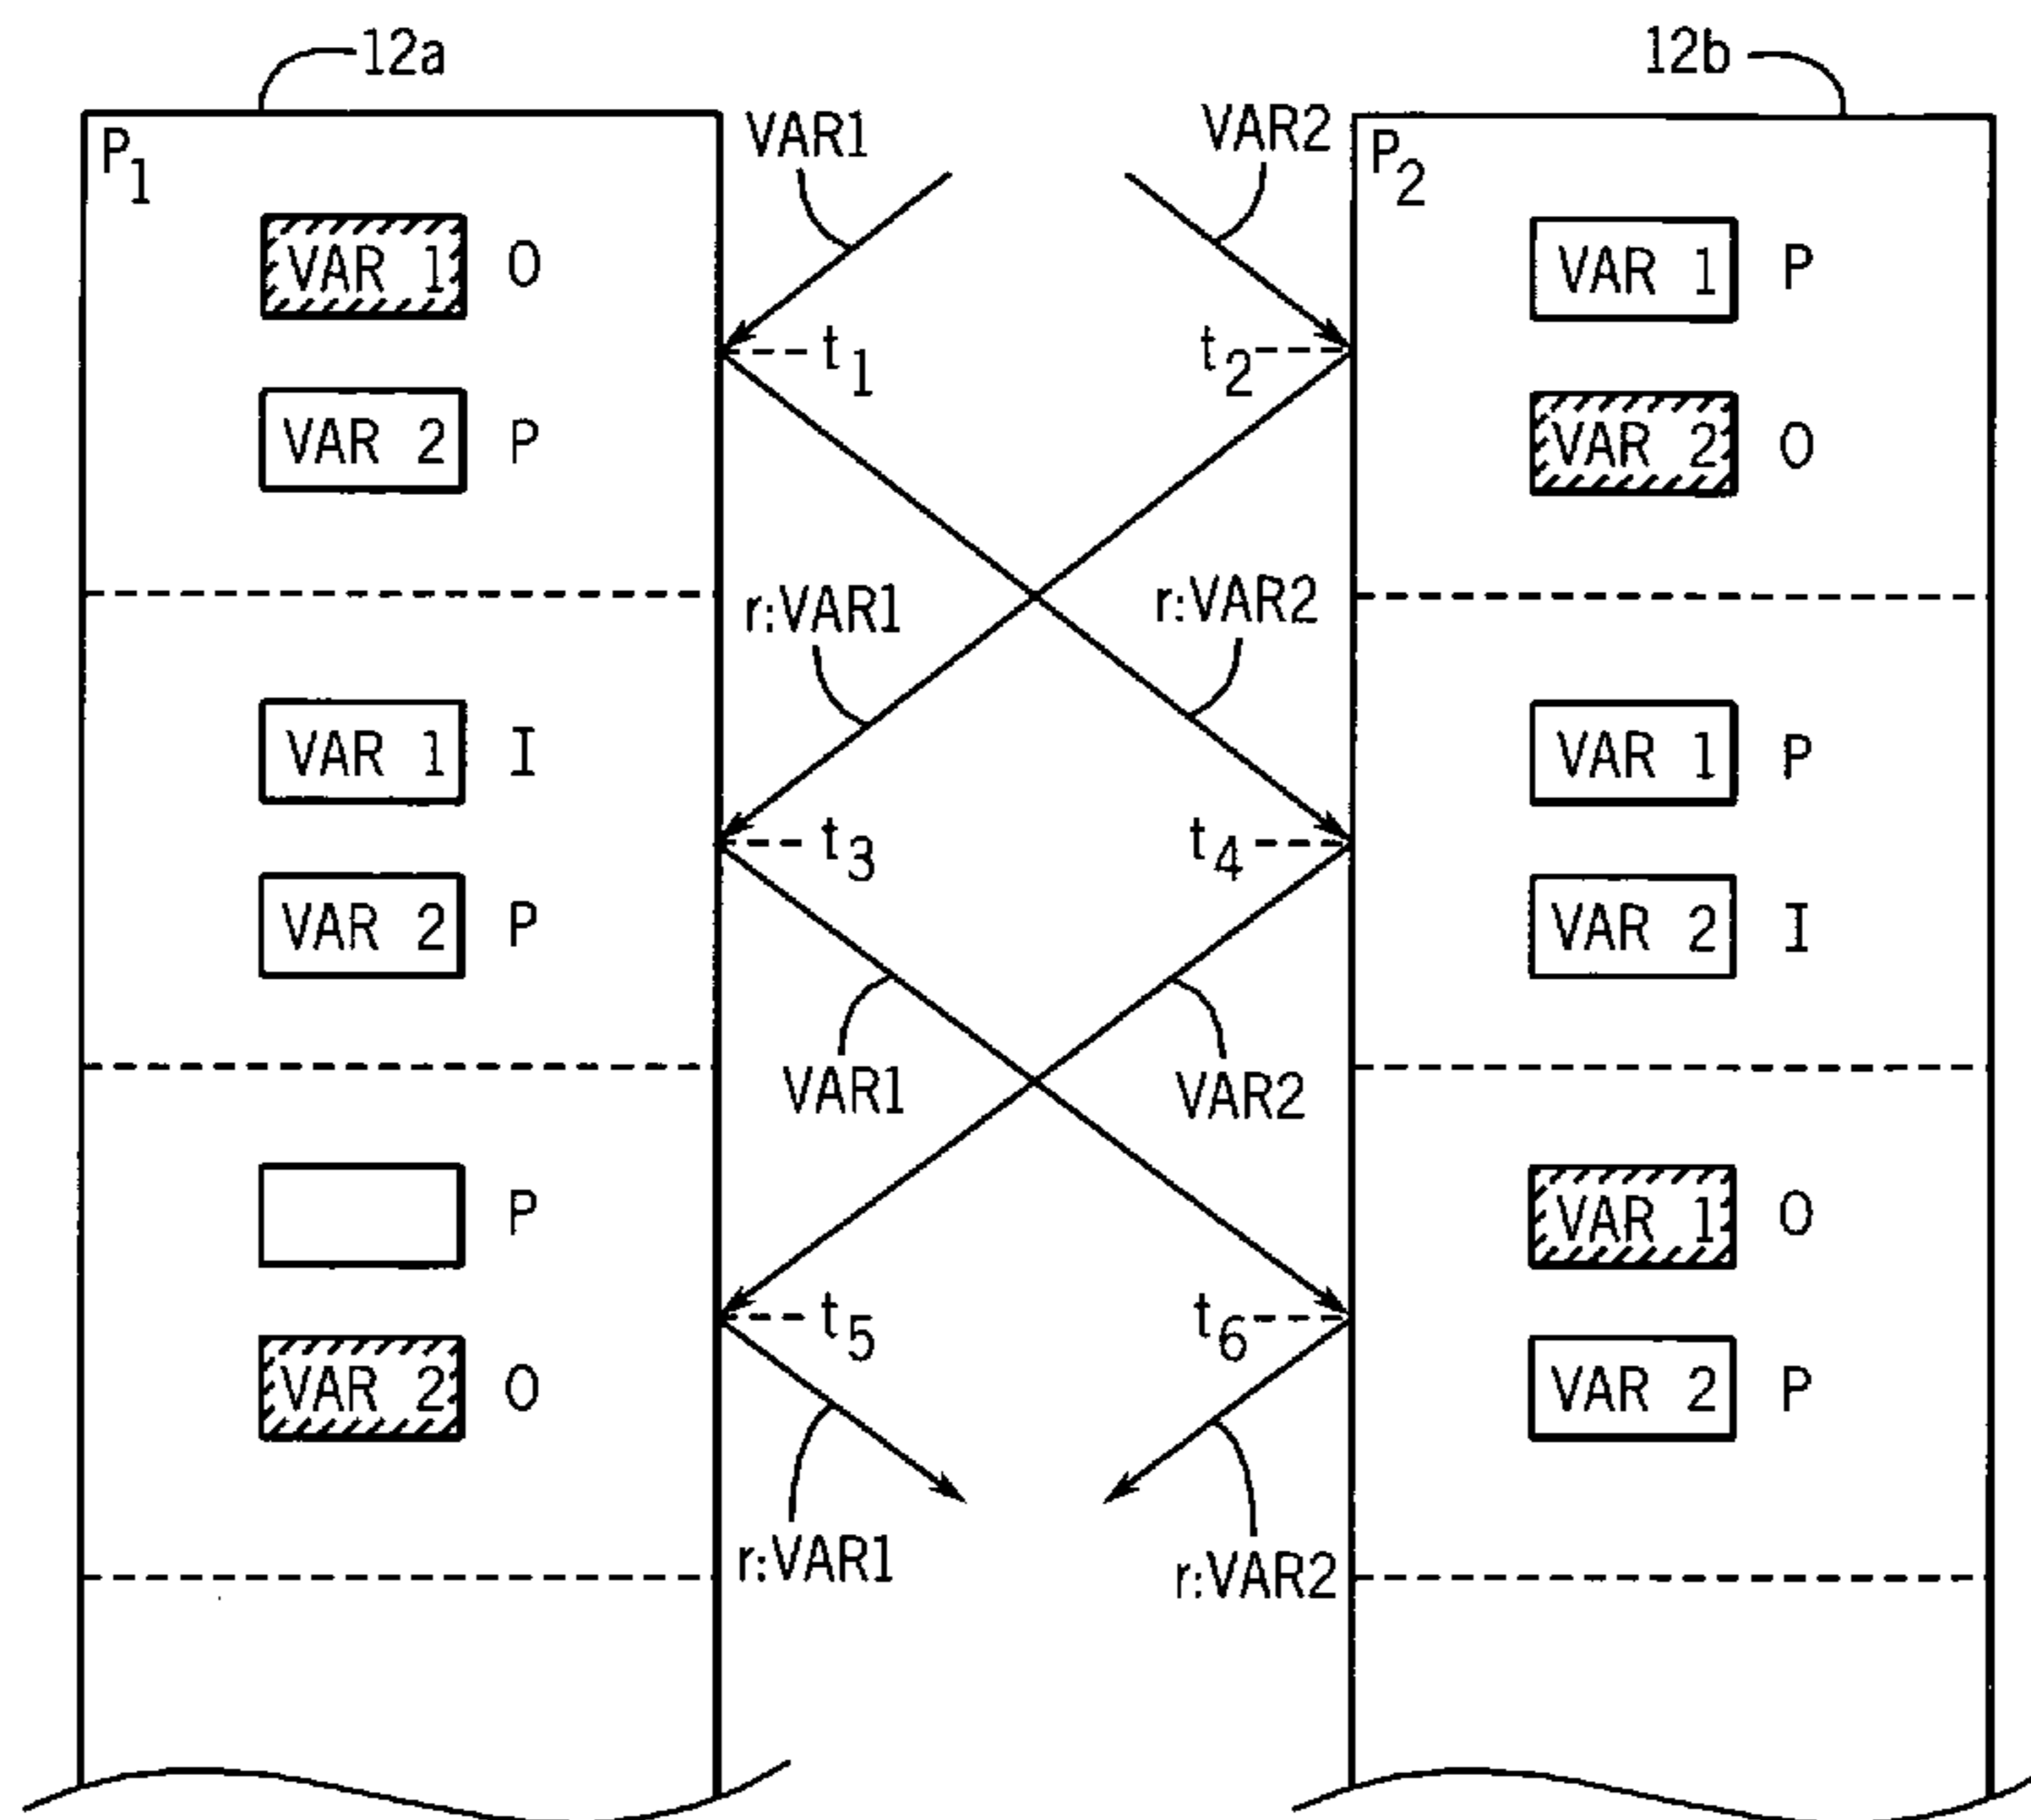 12a
12b
P1
VAR1
VAR2
P2
VAR 1 O
VAR 1 P
t1
t2
VAR 2 P
VAR 2 O
r:VAR1
r:VAR2
VAR 1 I
VAR 1 P
t3
t4
VAR 2 P
VAR 2 I
VAR1
VAR2
P
VAR 1 O
t5
t6
VAR 2 O
VAR 2 P
r:VAR1
r:VAR2